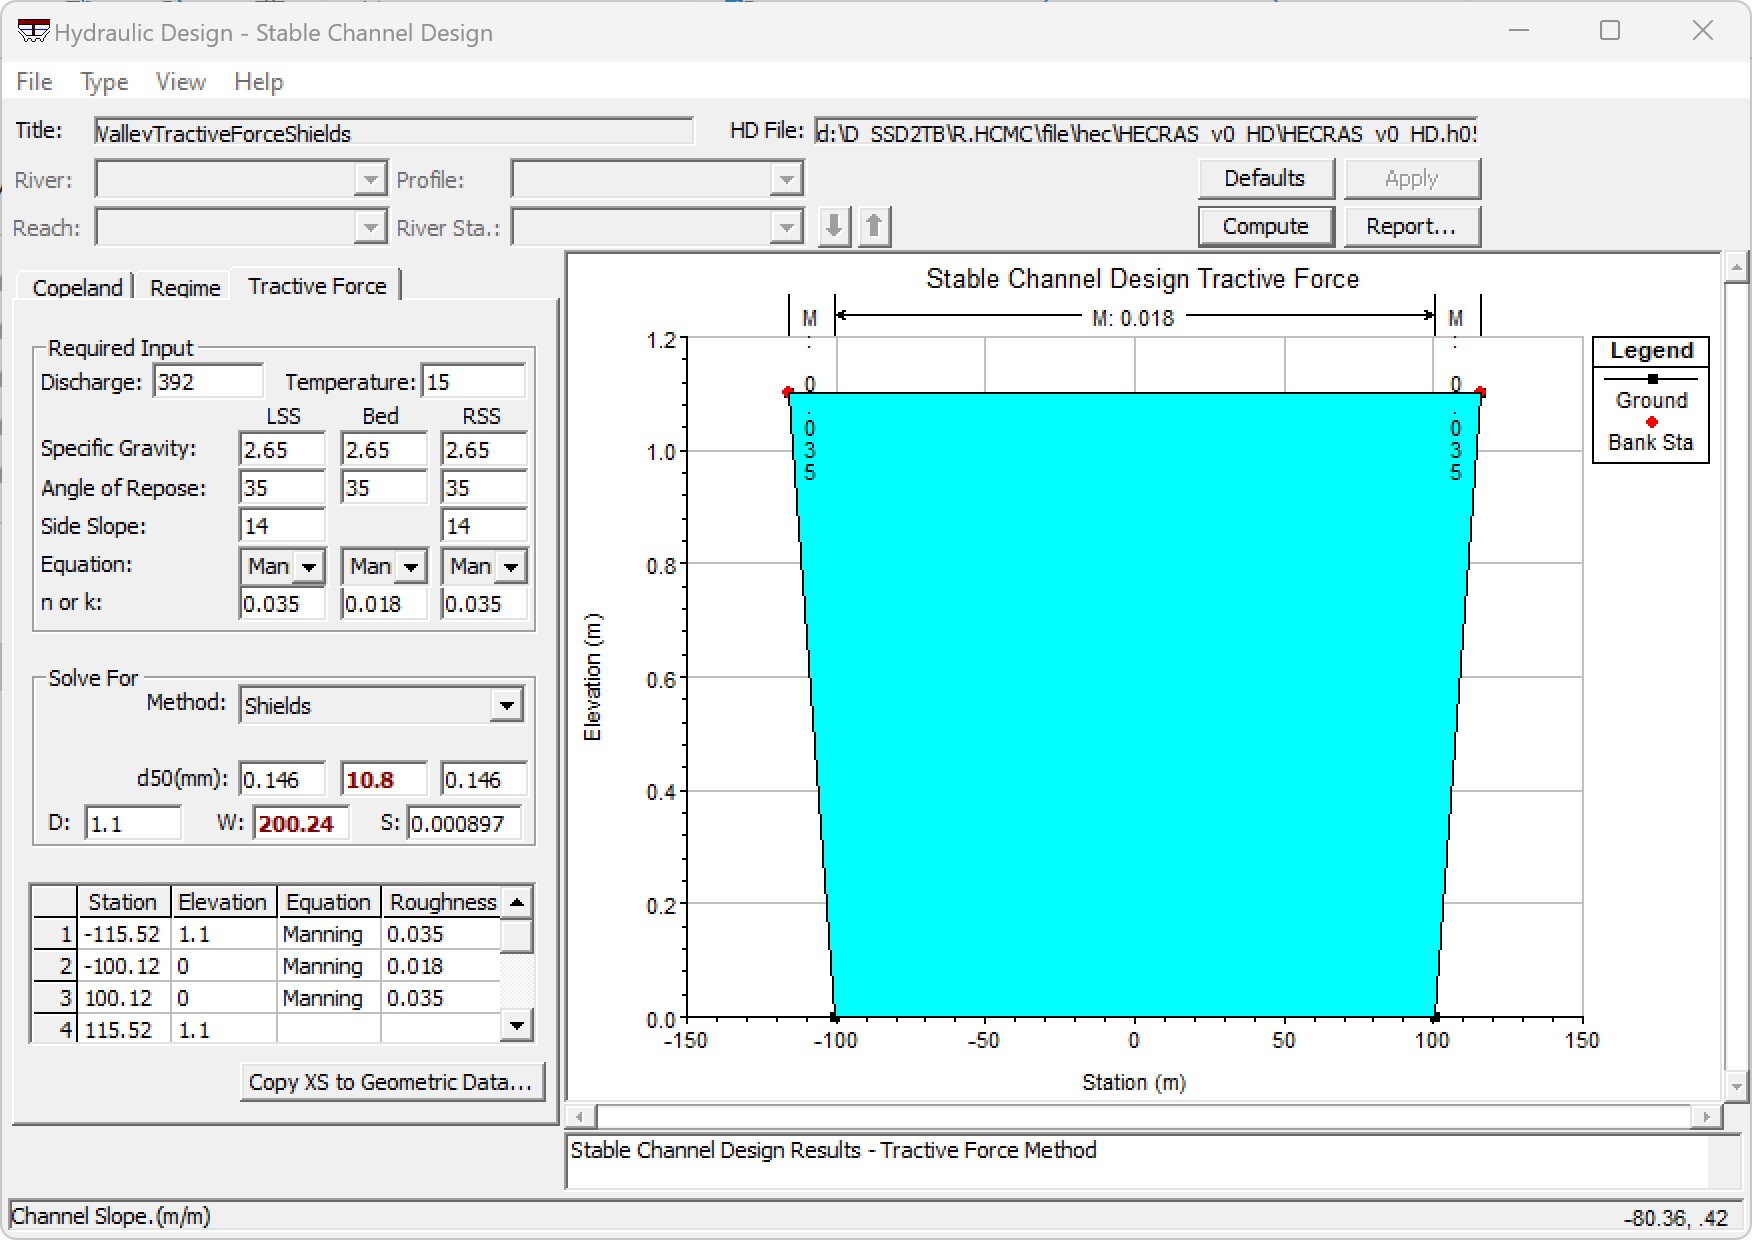 Hydraulic Design - Stable Channel Design
File Type View Help
Title: VallevTractiveForceShields HD File: d:\D SSD2TB\R.HCMC\file\hec\HECRAS v0 HD\HECRAS v0 HD.h0
River: Profile: Defaults Apply
Reach: River Sta.: Compute Report...
Copeland Regime Tractive Force
Required Input
Discharge: 392 Temperature: 15
LSS Bed RSS
Specific Gravity: 2.65 2.65 2.65
Angle of Repose: 35 35 35
Side Slope: 14 14
Equation: Man Man Man
n or k: 0.035 0.018 0.035
Solve For
Method: Shields
d50(mm): 0.146 10.8 0.146
D: 1.1 W: 200.24 S: 0.000897
Station Elevation Equation Roughness
1 -115.52 1.1 Manning 0.035
2 -100.12 0 Manning 0.018
3 100.12 0 Manning 0.035
4 115.52 1.1
Copy XS to Geometric Data...
Stable Channel Design Tractive Force
M : 0 . 0 3 5
M: 0.018
M : 0 . 0 3 5
1.2
1.0
0.8
0.6
0.4
0.2
0.0
Elevation (m)
-150 -100 -50 0 50 100 150
Station (m)
Legend
Ground
Bank Sta
Stable Channel Design Results - Tractive Force Method
Channel Slope.(m/m) -80.36, .42